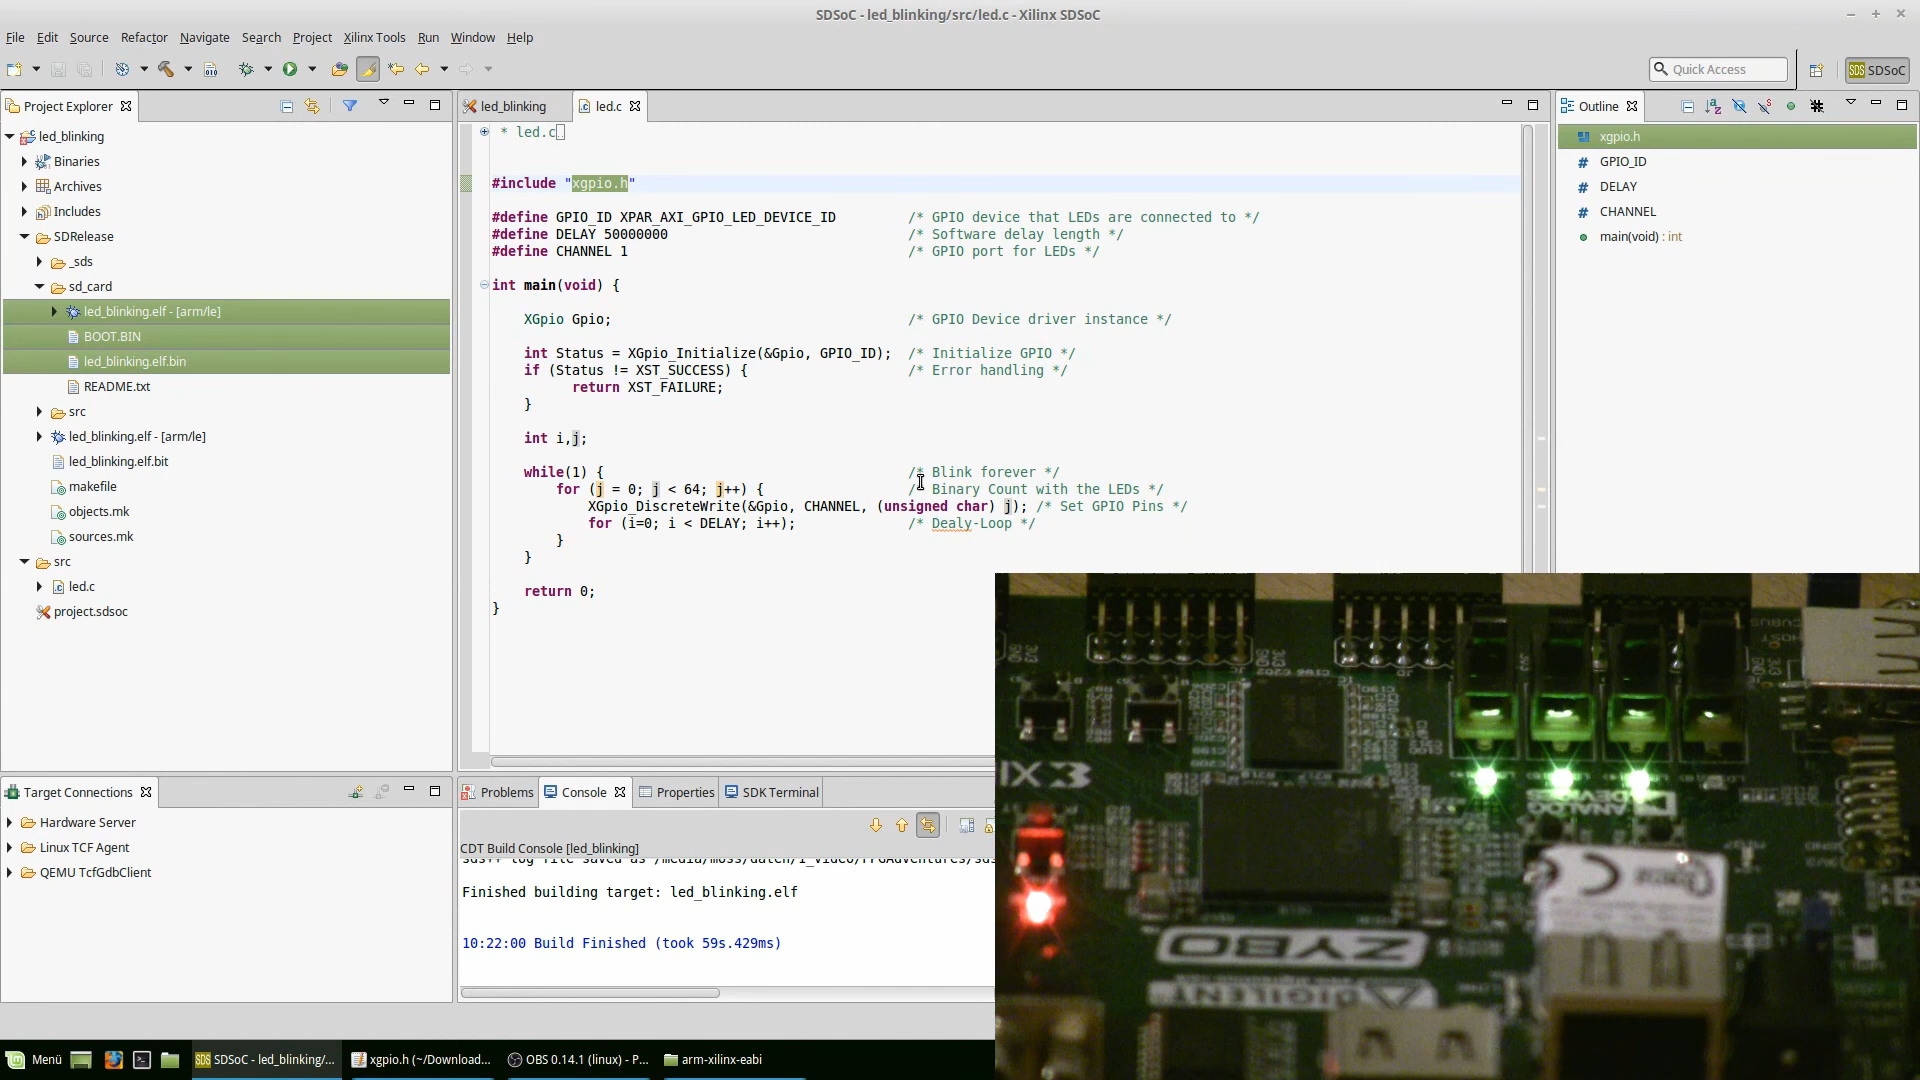 SDSoC - led_blinking/src/led.c - Xilinx SDSoC
File Edit Source Refactor Navigate Search Project Xilinx Tools Run Window Help
Quick Access
SDS SDSoC
Project Explorer
led_blinking
Binaries
Archives
Includes
SDRelease
_sds
sd_card
led_blinking.elf - [arm/le]
BOOT.BIN
led_blinking.elf.bin
README.txt
src
led_blinking.elf - [arm/le]
led_blinking.elf.bit
makefile
objects.mk
sources.mk
src
led.c
project.sdsoc
led_blinking led.c
* led.c
#include "xgpio.h"
#define GPIO_ID XPAR_AXI_GPIO_LED_DEVICE_ID /* GPIO device that LEDs are connected to */
#define DELAY 50000000 /* Software delay length */
#define CHANNEL 1 /* GPIO port for LEDs */
int main(void) {
XGpio Gpio; /* GPIO Device driver instance */
int Status = XGpio_Initialize(&Gpio, GPIO_ID); /* Initialize GPIO */
if (Status != XST_SUCCESS) { /* Error handling */
return XST_FAILURE;
}
int i,j;
while(1) { /* Blink forever */
for (j = 0; j < 64; j++) { /* Binary Count with the LEDs */
XGpio_DiscreteWrite(&Gpio, CHANNEL, (unsigned char) j); /* Set GPIO Pins */
for (i=0; i < DELAY; i++); /* Dealy-Loop */
}
}
return 0;
}
Outline
xgpio.h
# GPIO_ID
# DELAY
# CHANNEL
main(void) : int
Target Connections
Hardware Server
Linux TCF Agent
QEMU TcfGdbClient
Problems Console Properties SDK Terminal
CDT Build Console [led_blinking]
Finished building target: led_blinking.elf
10:22:00 Build Finished (took 59s.429ms)
ANALOG
DEVICES
ZYBO
DIGILENT
Menü
SDS SDSoC - led_blinking/...
xgpio.h (~/Download...
OBS 0.14.1 (linux) - P...
arm-xilinx-eabi